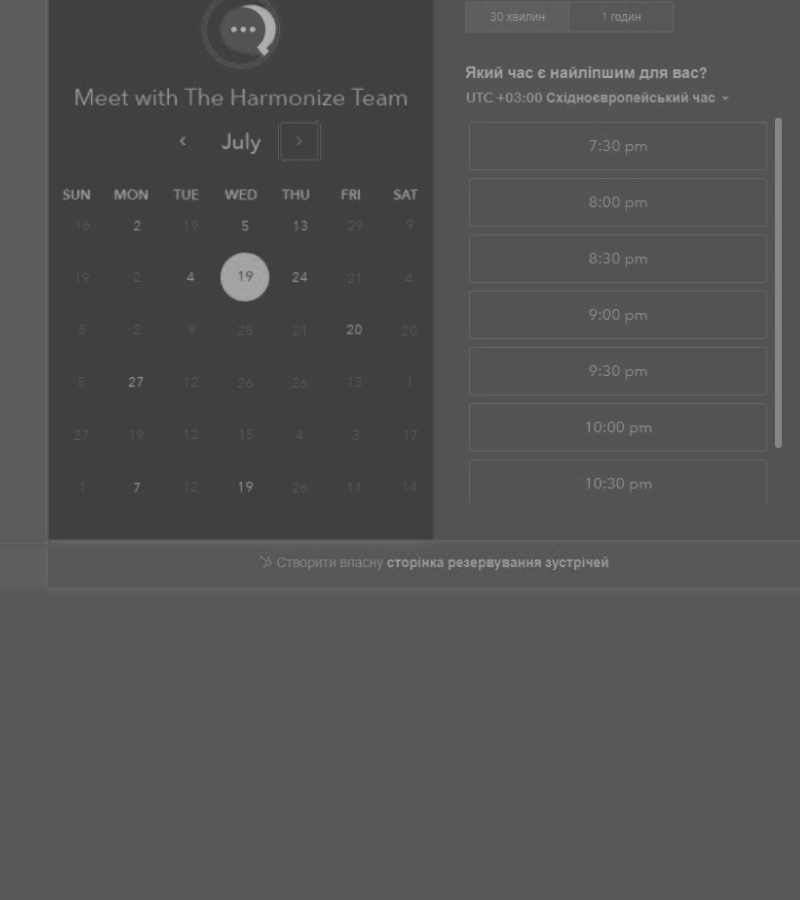 30 хвилин 1 годин
Meet with The Harmonize Team
Який час є найліпшим для вас?
UTC +03:00 Східноєвропейський час
July
SUN MON TUE WED THU FRI SAT
16 2 19 5 13 29 9
19 2 4 19 24 21 4
8 2 9 28 21 20 20
5 27 12 26 26 13 1
27 19 12 15 4 3 17
1 7 12 19 26 11 14
7:30 pm
8:00 pm
8:30 pm
9:00 pm
9:30 pm
10:00 pm
10:30 pm
Створити власну сторінка резервування зустрічей